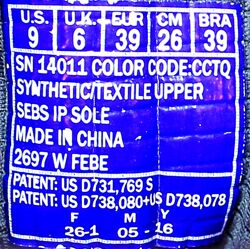 U.S. U.K. EUR CM BRA
9 6 39 26 39
SN 14011 COLOR CODE:CCTQ
SYNTHETIC/TEXTILE UPPER
SEBS IP SOLE
MADE IN CHINA
2697 W FEBE
PATENT: US D731,769 S
PATENT: US D738,080+US D738,078
F M Y
26-1 05 - 16